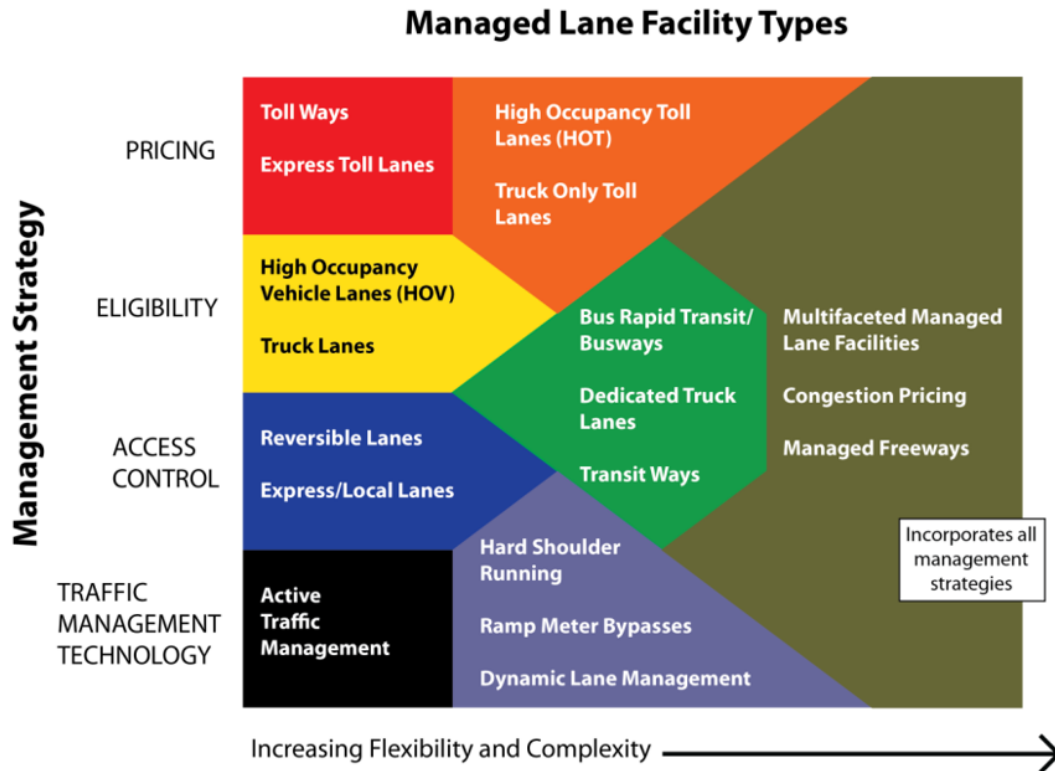 Managed Lane Facility Types
Management Strategy
PRICING
Toll Ways
Express Toll Lanes
High Occupancy Toll
Lanes (HOT)
Truck Only Toll
Lanes
ELIGIBILITY
High Occupancy
Vehicle Lanes (HOV)
Truck Lanes
Bus Rapid Transit/
Busways
Dedicated Truck
Lanes
Transit Ways
Multifaceted Managed
Lane Facilities
Congestion Pricing
Managed Freeways
ACCESS
CONTROL
Reversible Lanes
Express/Local Lanes
Incorporates all
management
strategies
TRAFFIC
MANAGEMENT
TECHNOLOGY
Active
Traffic
Management
Hard Shoulder
Running
Ramp Meter Bypasses
Dynamic Lane Management
Increasing Flexibility and Complexity